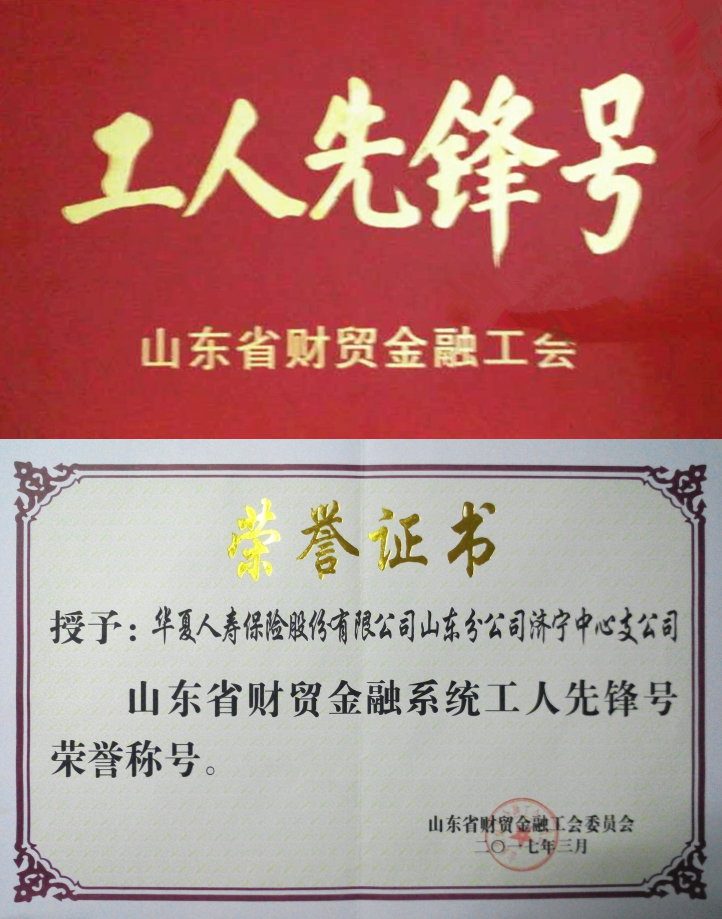 工人先锋号
山东省财贸金融工会
荣誉证书
授予：华夏人寿保险股份有限公司山东分公司济宁中心支公司
山东省财贸金融系统工人先锋号
荣誉称号。
山东省财贸金融工会委员会
二〇一七年三月